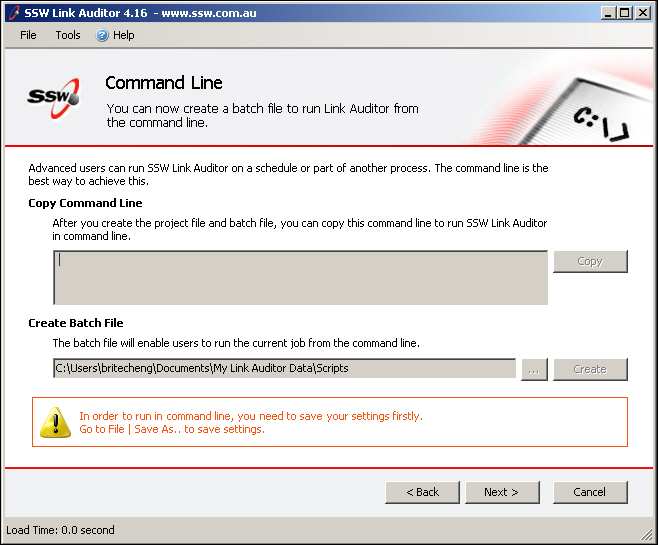 SSW Link Auditor 4.16 - www.ssw.com.au
File Tools Help
SSW
Command Line
You can now create a batch file to run Link Auditor from
the command line.
C:\>
Advanced users can run SSW Link Auditor on a schedule or part of another process. The command line is the
best way to achieve this.
Copy Command Line
After you create the project file and batch file, you can copy this command line to run SSW Link Auditor
in command line.
Copy
Create Batch File
The batch file will enable users to run the current job from the command line.
C:\Users\britecheng\Documents\My Link Auditor Data\Scripts ... Create
In order to run in command line, you need to save your settings firstly.
Go to File | Save As.. to save settings.
< Back Next > Cancel
Load Time: 0.0 second